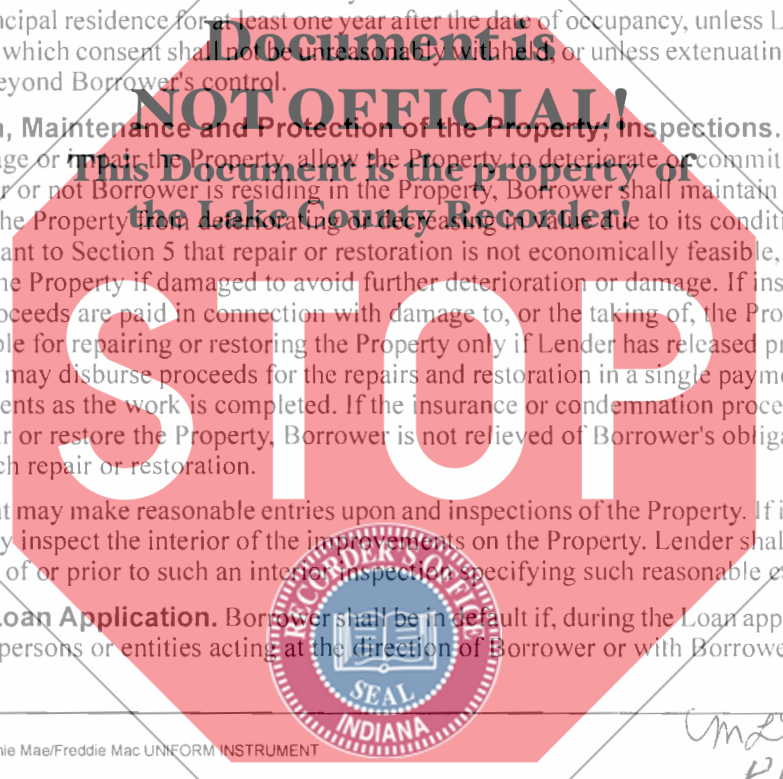 cipal residence for at least one year after the date of occupancy, unless L
Document is
which consent shall not be unreasonably withheld, or unless extenuatin
eyond Borrower's control.
NOT OFFICIAL!
, Maintenance and Protection of the Property; Inspections.
age or impair the Property, allow the Property to deteriorate or commit
This Document is the property of
r or not Borrower is residing in the Property, Borrower shall maintain
the Lake County Recorder!
he Property from deteriorating or decreasing in value due to its conditi
ant to Section 5 that repair or restoration is not economically feasible,
ne Property if damaged to avoid further deterioration or damage. If ins
oceeds are paid in connection with damage to, or the taking of, the Pro
ble for repairing or restoring the Property only if Lender has released pr
may disburse proceeds for the repairs and restoration in a single payme
ents as the work is completed. If the insurance or condemnation procee
ir or restore the Property, Borrower is not relieved of Borrower's obliga
ch repair or restoration.
STOP
t may make reasonable entries upon and inspections of the Property. If i
y inspect the interior of the improvements on the Property. Lender shal
of or prior to such an interior inspection specifying such reasonable c
Loan Application. Borrower shall be in default if, during the Loan app
persons or entities acting at the direction of Borrower or with Borrowe
RECORDER'S OFFICE
SEAL
INDIANA
nie Mae/Freddie Mac UNIFORM INSTRUMENT